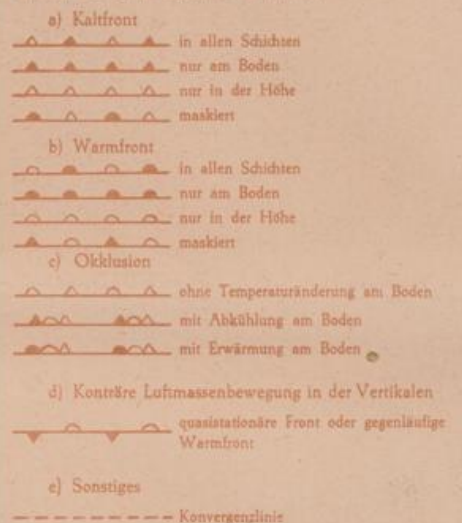 a) Kaltfront
in allen Schichten
nur am Boden
nur in der Höhe
maskiert
b) Warmfront
in allen Schichten
nur am Boden
nur in der Höhe
maskiert
c) Okklusion
ohne Temperaturänderung am Boden
mit Abkühlung am Boden
mit Erwärmung am Boden
d) Konträre Luftmassenbewegung in der Vertikalen
quasistationäre Front oder gegenläufige
Warmfront
e) Sonstiges
Konvergenzlinie